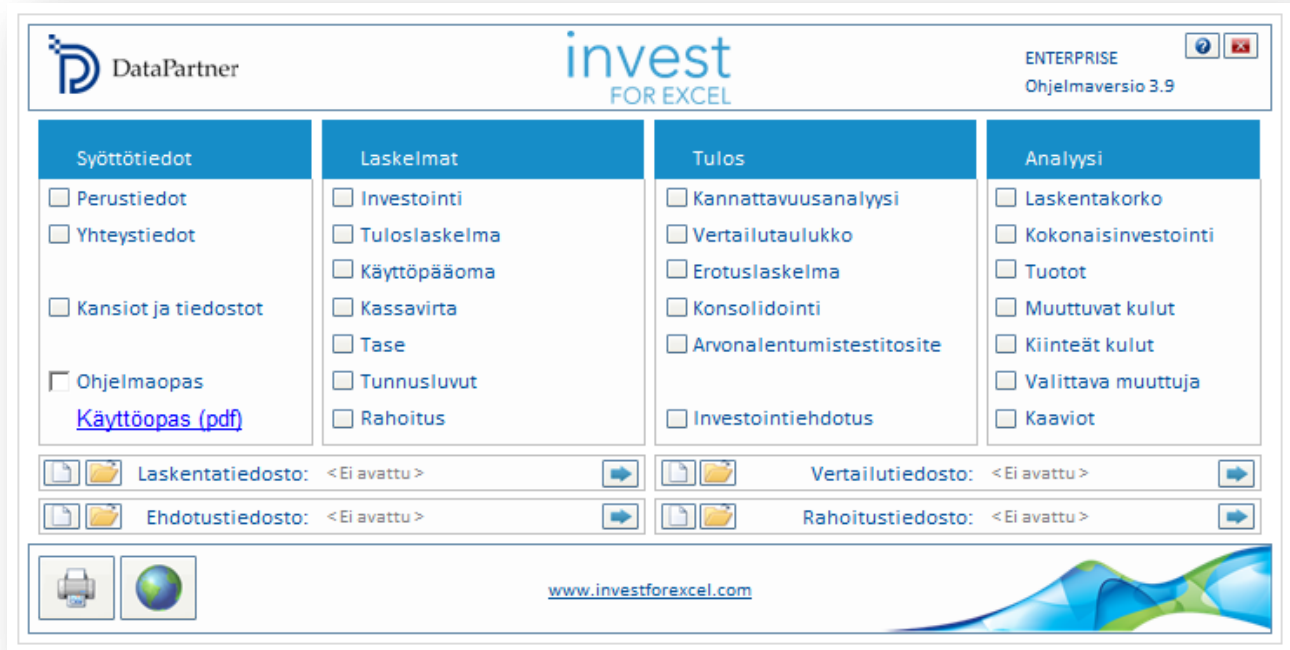 DataPartner
invest
FOR EXCEL
ENTERPRISE
Ohjelmaversio 3.9
Syöttötiedot
Perustiedot
Yhteystiedot
Kansiot ja tiedostot
Ohjelmaopas
Käyttöopas (pdf)
Laskelmat
Investointi
Tuloslaskelma
Käyttöpääoma
Kassavirta
Tase
Tunnusluvut
Rahoitus
Tulos
Kannattavuusanalyysi
Vertailutaulukko
Erotuslaskelma
Konsolidointi
Arvonalentumistestitosite
Investointiehdotus
Analyysi
Laskentakorko
Kokonaisinvestointi
Tuotot
Muuttuvat kulut
Kiinteät kulut
Valittava muuttuja
Kaaviot
Laskentatiedosto: <Ei avattu>
Vertailutiedosto: <Ei avattu>
Ehdotustiedosto: <Ei avattu>
Rahoitustiedosto: <Ei avattu>
www.investforexcel.com